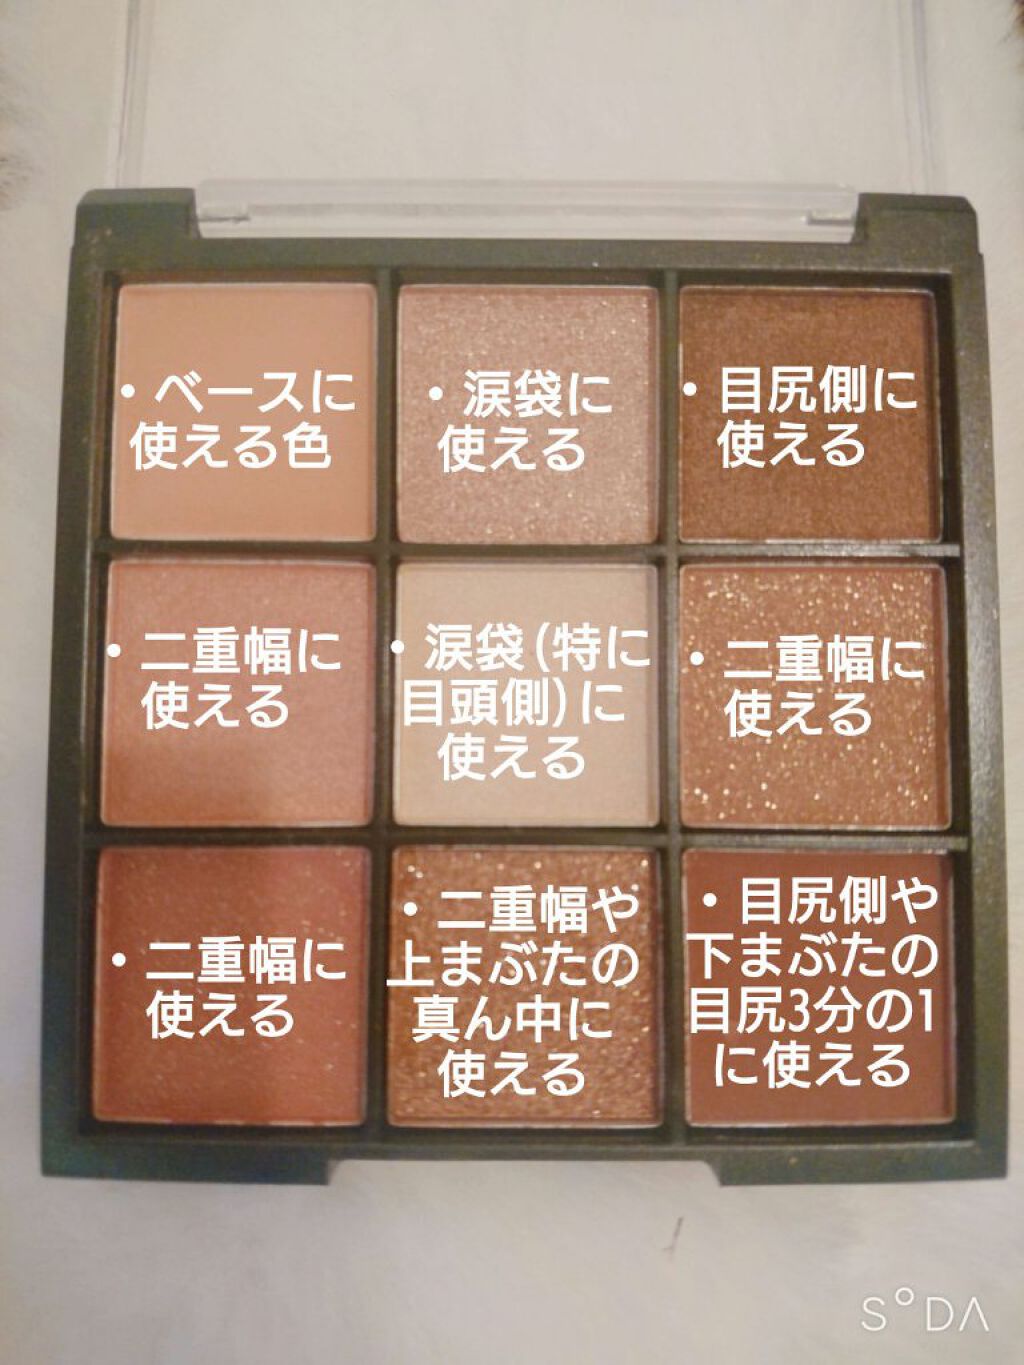 ・ベースに
使える色
・涙袋に
使える
・目尻側に
使える
・二重幅に
使える
・涙袋(特に
目頭側)に
使える
・二重幅に
使える
・二重幅に
使える
・二重幅や
上まぶたの
真ん中に
使える
・目尻側や
下まぶたの
目尻3分の1
に使える
SODA